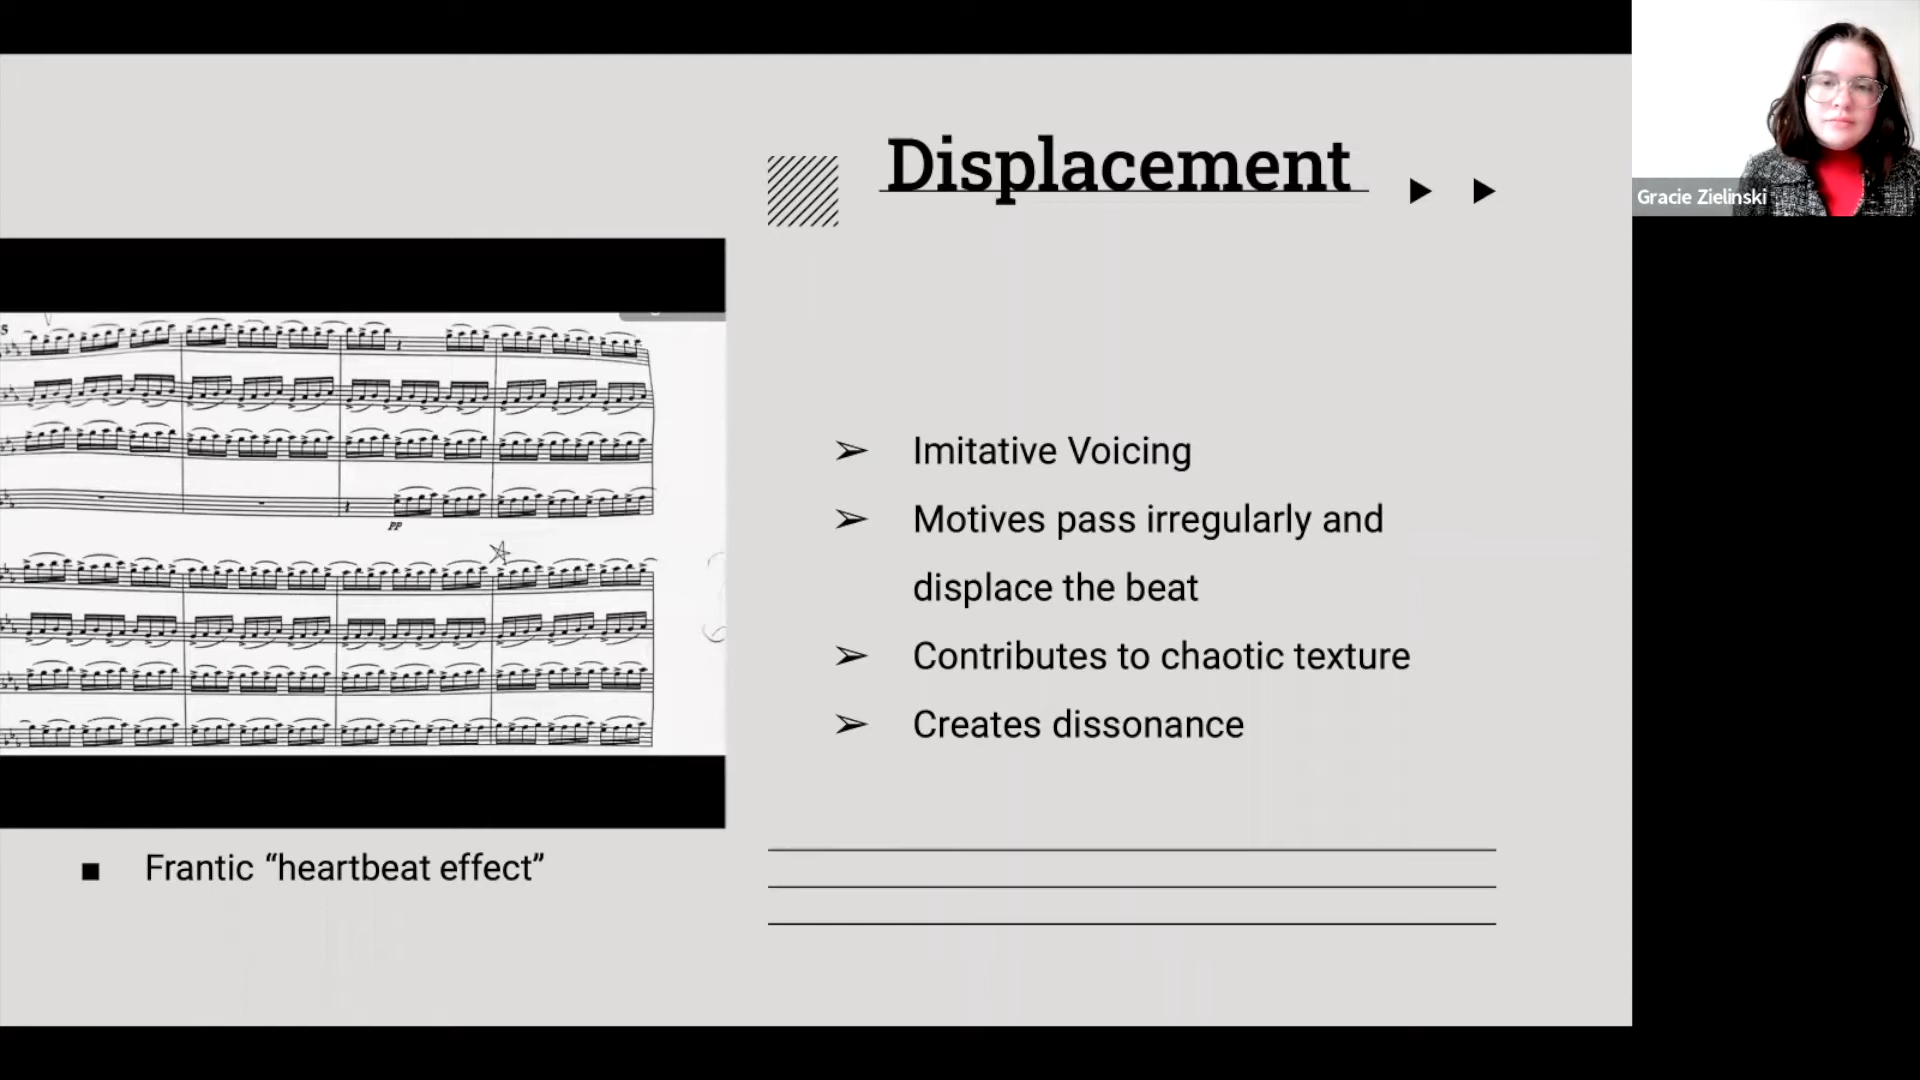 Displacement
Gracie Zielinski
Imitative Voicing
Motives pass irregularly and
displace the beat
Contributes to chaotic texture
Creates dissonance
pp
Frantic “heartbeat effect”